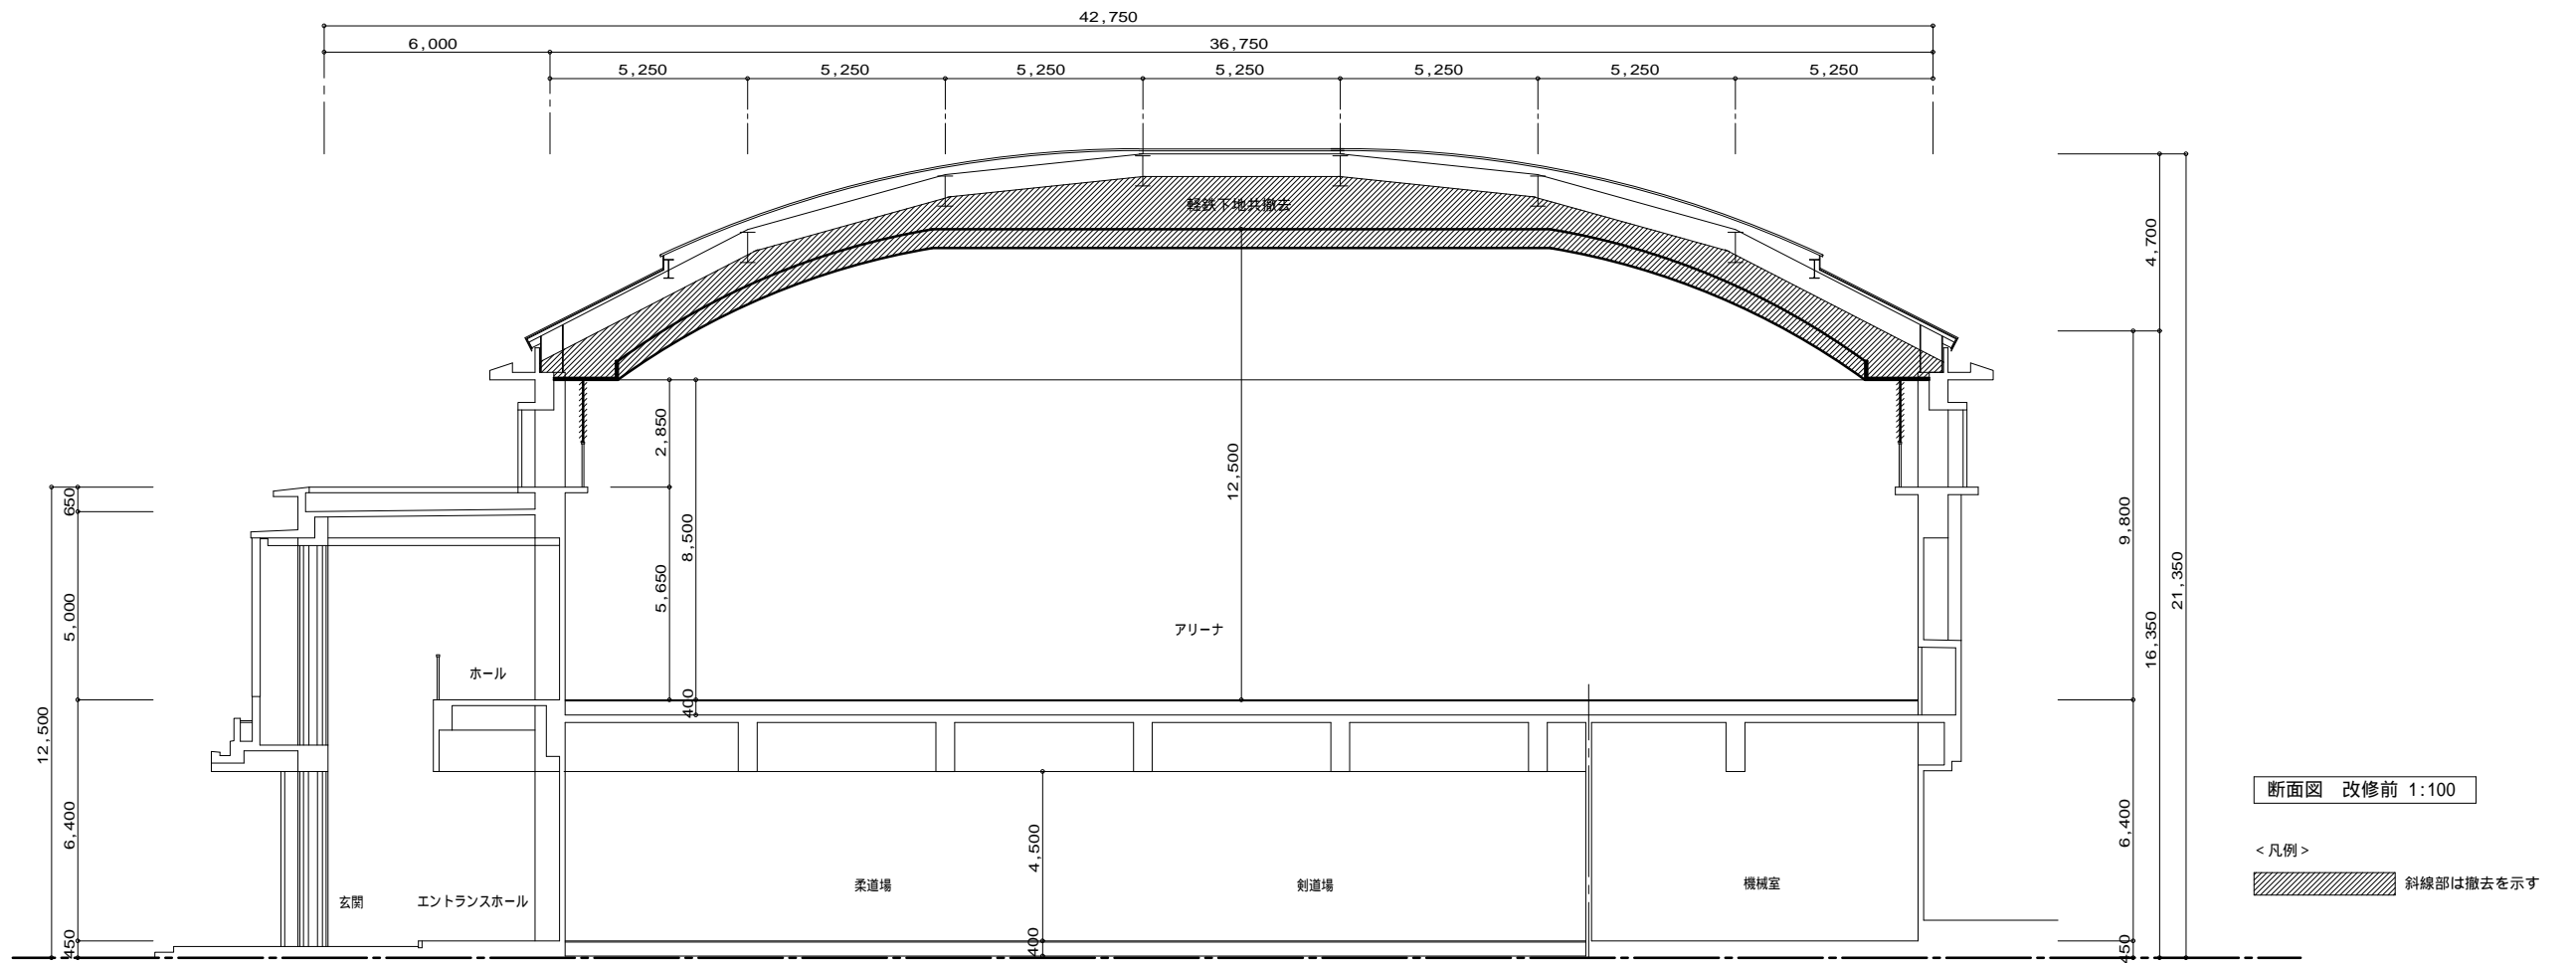 42,750
6,000
36,750
5,250
5,250
5,250
5,250
5,250
5,250
5,250
軽鉄下地共撤去
4,700
2,850
12,500
650
8,500
9,800
5,650
21,350
5,000
16,350
アリーナ
ホール
400
12,500
断面図　改修前 1:100
6,400
4,500
6,400
<凡例>
斜線部は撤去を示す
柔道場
剣道場
機械室
玄関
エントランスホール
450
400
450